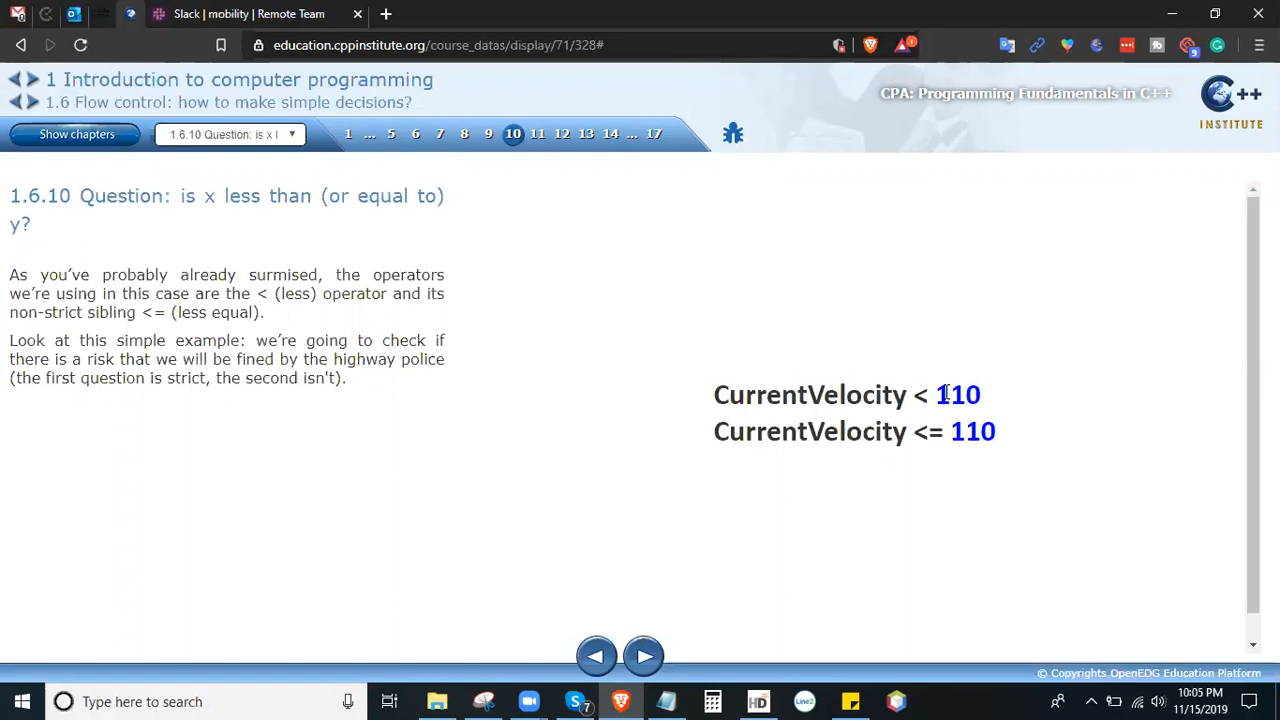 Slack | mobility | Remote Team
education.cppinstitute.org/course_datas/display/71/328#
9
1 Introduction to computer programming
1.6 Flow control: how to make simple decisions?
CPA: Programming Fundamentals in C++
C++
INSTITUTE
Show chapters
1.6.10 Question: is x l
1 ... 5 6 7 8 9 10 11 12 13 14 ... 17
1.6.10 Question: is x less than (or equal to)
y?
As you've probably already surmised, the operators
we're using in this case are the < (less) operator and its
non-strict sibling <= (less equal).
Look at this simple example: we're going to check if
there is a risk that we will be fined by the highway police
(the first question is strict, the second isn't).
CurrentVelocity < 110
CurrentVelocity <= 110
© Copyrights OpenEDG Education Platform
Type here to search
7
HD
Line2
10:05 PM
11/15/2019